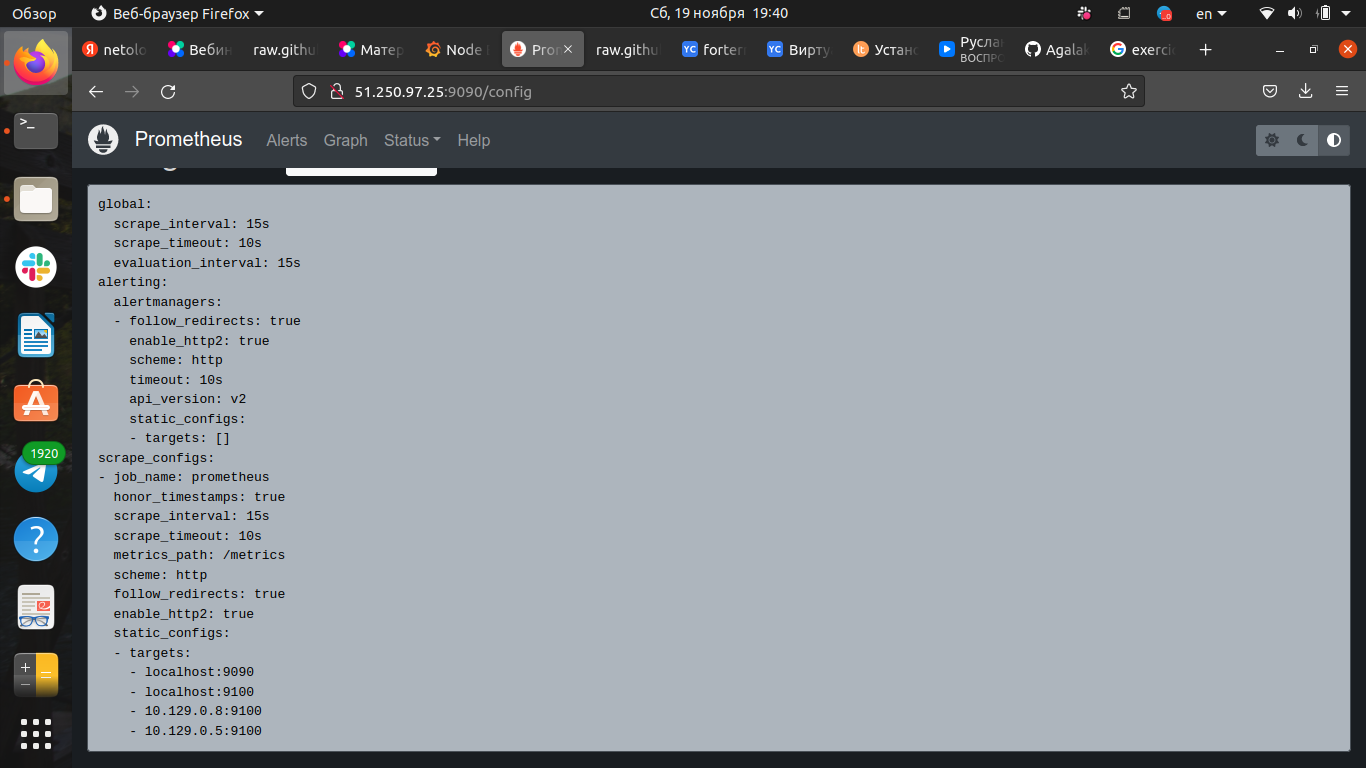 Обзор
Веб-браузер Firefox
Сб, 19 ноября 19:40
en
netolo
Вебин
raw.githu
Матер
Node
Pro
raw.githu
forter
Вирту
Устан
Руслан
ВОСПРО
Agalak
exerci
51.250.97.25:9090/config
Prometheus
Alerts
Graph
Status
Help
global:
  scrape_interval: 15s
  scrape_timeout: 10s
  evaluation_interval: 15s
alerting:
  alertmanagers:
  - follow_redirects: true
    enable_http2: true
    scheme: http
    timeout: 10s
    api_version: v2
    static_configs:
    - targets: []
scrape_configs:
- job_name: prometheus
  honor_timestamps: true
  scrape_interval: 15s
  scrape_timeout: 10s
  metrics_path: /metrics
  scheme: http
  follow_redirects: true
  enable_http2: true
  static_configs:
  - targets:
    - localhost:9090
    - localhost:9100
    - 10.129.0.8:9100
    - 10.129.0.5:9100
1920